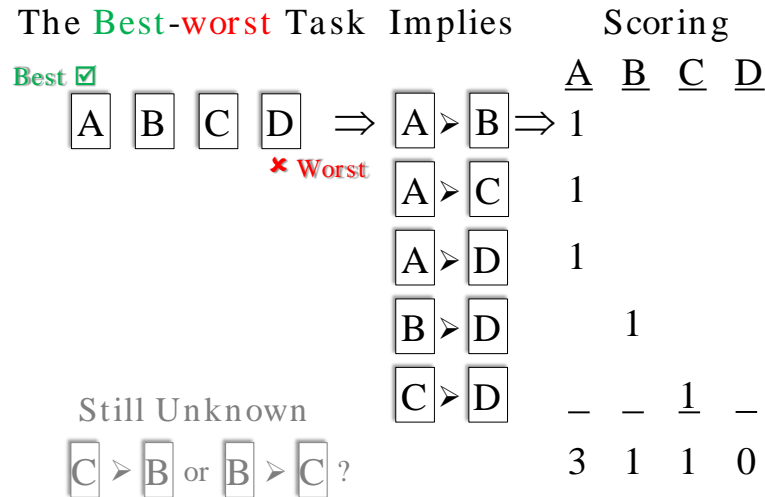 The Best-worst Task Implies Scoring
Best ☑ A B C D
A B C D ⇒ A ➢ B ⇒ 1
✘ Worst
A ➢ C 1
A ➢ D 1
B ➢ D 1
C ➢ D _ _ 1 _
Still Unknown
C ➢ B or B ➢ C ? 3 1 1 0